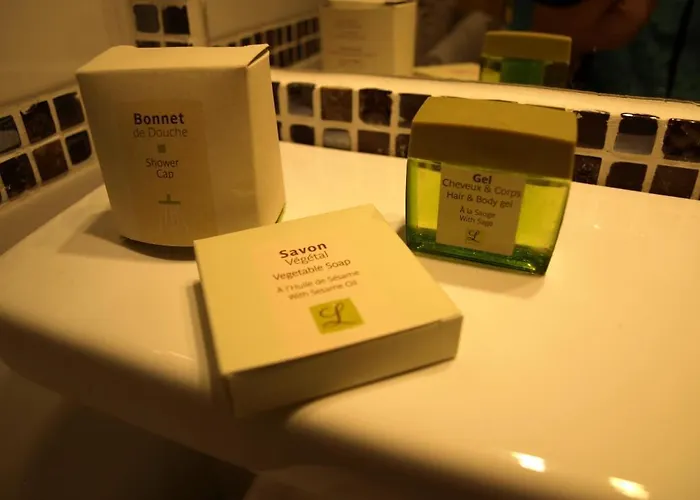 Bonnet
de Douche
Shower
Cap
Savon
Végétal
Vegetable Soap
À l'Huile de Sésame
With Sesame Oil
L
Gel
Cheveux & Corps
Hair & Body gel
À la Sauge
With Sage
L